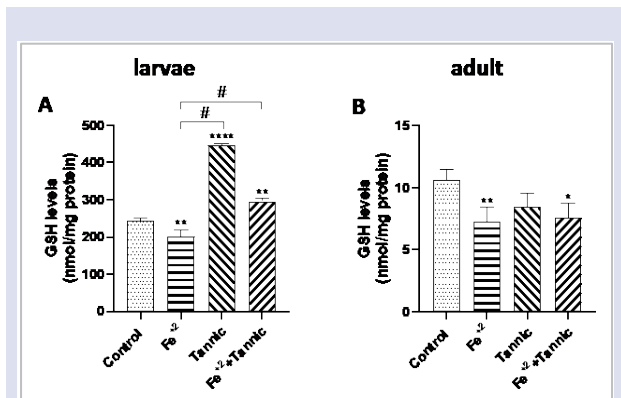 larvae
adult
A
B
#
#
GSH levels
(nmol/mg protein)
500
400
300
200
100
0
**
****
**
Control
Fe+2
Tannic
Fe+2+Tannic
GSH levels
(nmol/mg protein)
15
10
5
0
**
*
Control
Fe+2
Tannic
Fe+2+Tannic